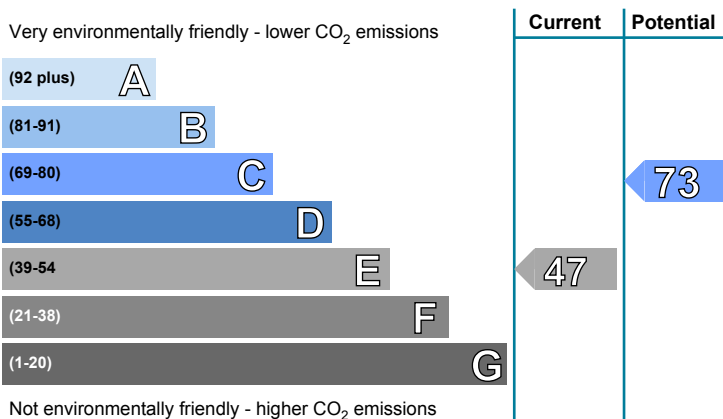 Current Potential
Very environmentally friendly - lower CO2 emissions
(92 plus) A
(81-91) B
(69-80) C 73
(55-68) D
(39-54 E 47
(21-38) F
(1-20) G
Not environmentally friendly - higher CO2 emissions